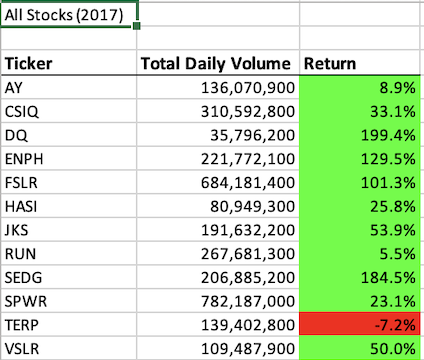 All Stocks (2017)
Ticker Total Daily Volume Return
AY 136,070,900 8.9%
CSIQ 310,592,800 33.1%
DQ 35,796,200 199.4%
ENPH 221,772,100 129.5%
FSLR 684,181,400 101.3%
HASI 80,949,300 25.8%
JKS 191,632,200 53.9%
RUN 267,681,300 5.5%
SEDG 206,885,200 184.5%
SPWR 782,187,000 23.1%
TERP 139,402,800 -7.2%
VSLR 109,487,900 50.0%